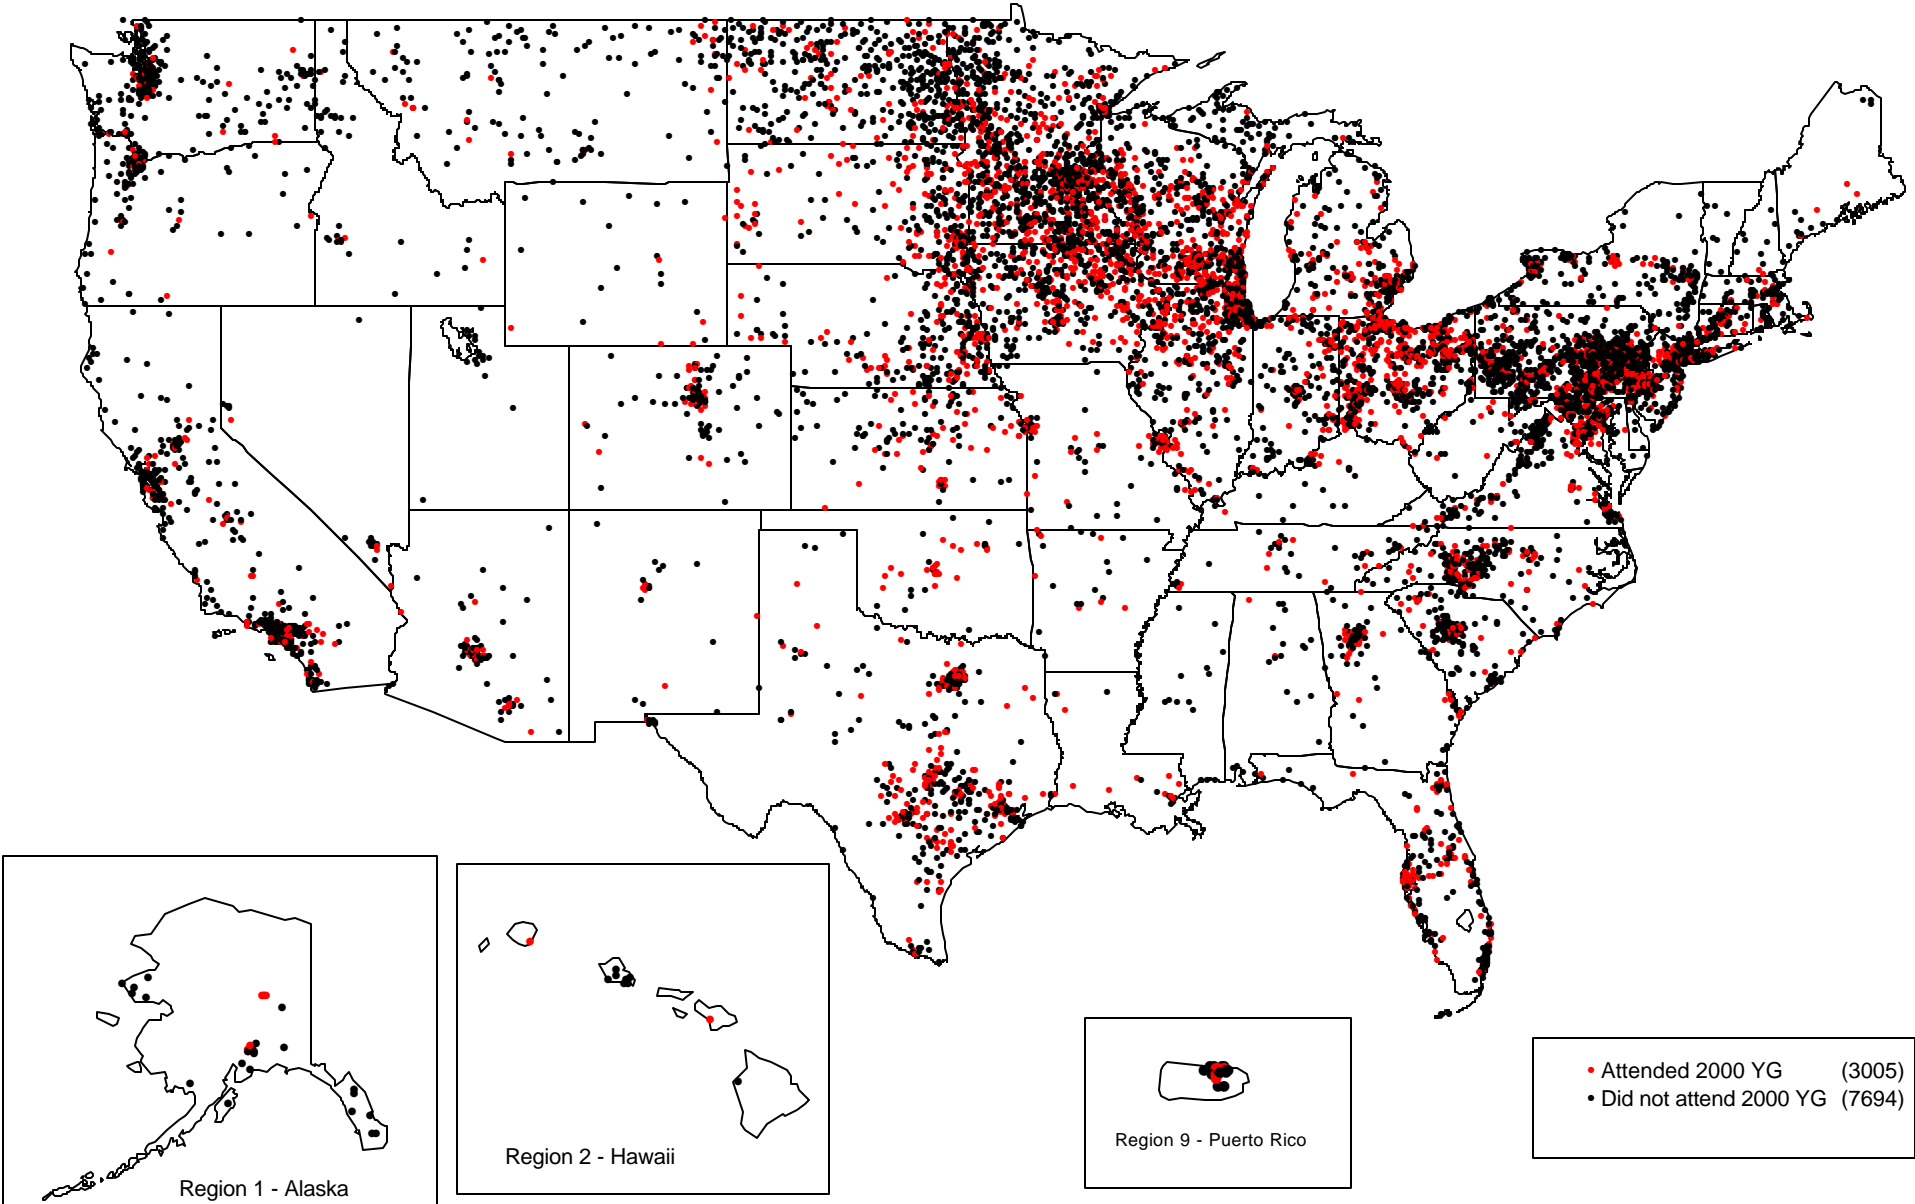 Attended 2000 YG (3005)
Did not attend 2000 YG (7694)
Region 9 - Puerto Rico
Region 2 - Hawaii
Region 1 - Alaska